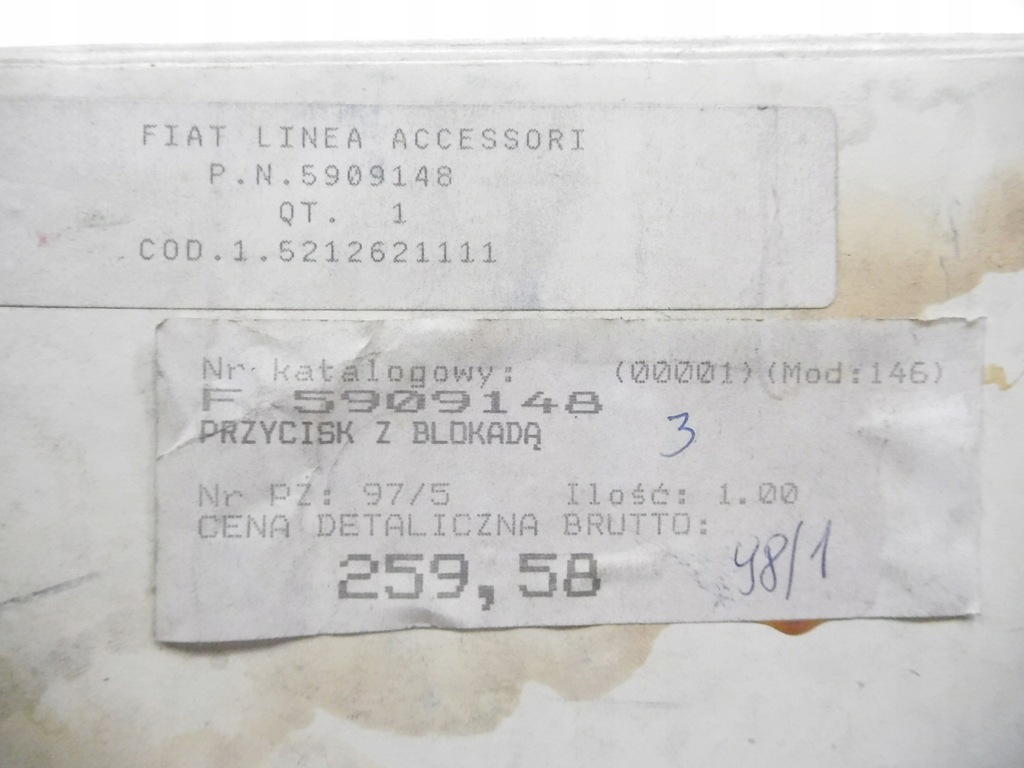 FIAT LINEA ACCESSORI
P.N.5909148
QT. 1
COD.1.5212621111
Nr katalogowy: (00001)(Mod:146)
F 5909148
PRZYCISK Z BLOKADĄ
3
Nr PZ: 97/5 Ilość: 1.00
CENA DETALICZNA BRUTTO:
259,58
98/1